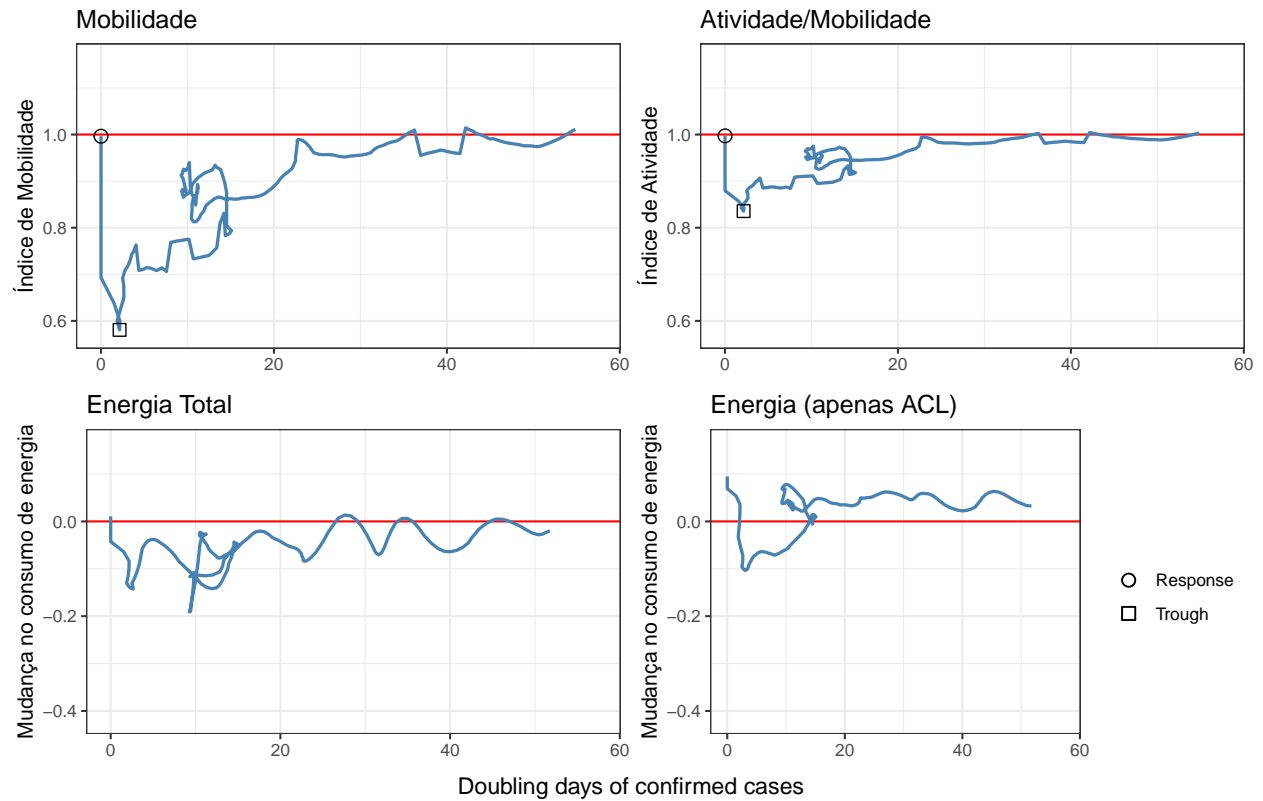 Mobilidade
Índice de Mobilidade
1.0
0.8
0.6
0
20
40
60
Atividade/Mobilidade
Índice de Atividade
1.0
0.8
0.6
0
20
40
60
Energia Total
Mudança no consumo de energia
0.0
−0.2
−0.4
0
20
40
60
Energia (apenas ACL)
Mudança no consumo de energia
0.0
−0.2
−0.4
0
20
40
60
Response
Trough
Doubling days of confirmed cases